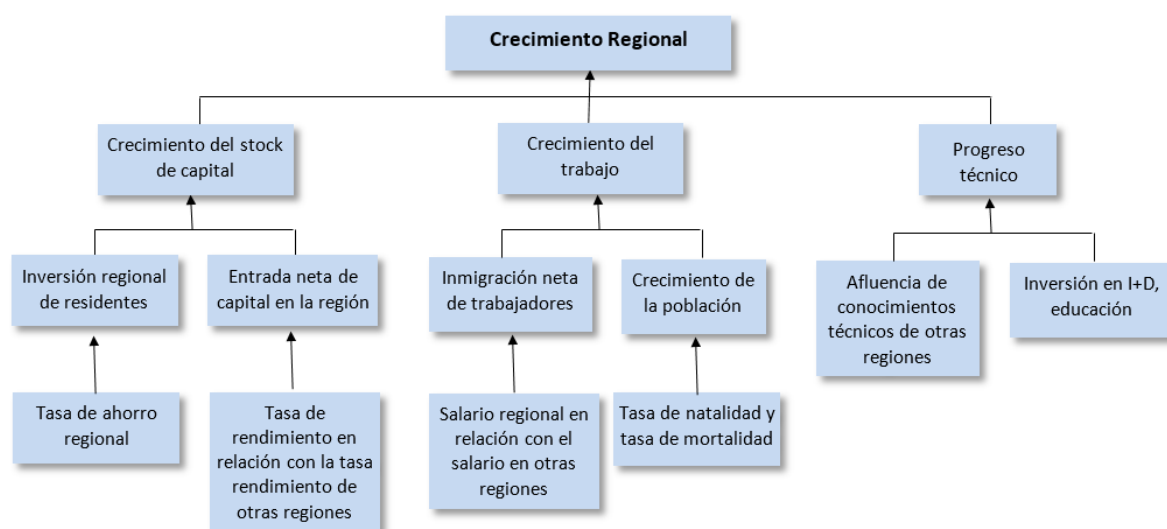 Crecimiento Regional
Crecimiento del stock
de capital
Crecimiento del
trabajo
Progreso
técnico
Inversión regional
de residentes
Entrada neta de
capital en la región
Inmigración neta
de trabajadores
Crecimiento de
la población
Afluencia de
conocimientos
técnicos de otras
regiones
Inversión en I+D,
educación
Tasa de ahorro
regional
Tasa de
rendimiento en
relación con la tasa
rendimiento de
otras regiones
Salario regional en
relación con el
salario en otras
regiones
Tasa de natalidad y
tasa de mortalidad